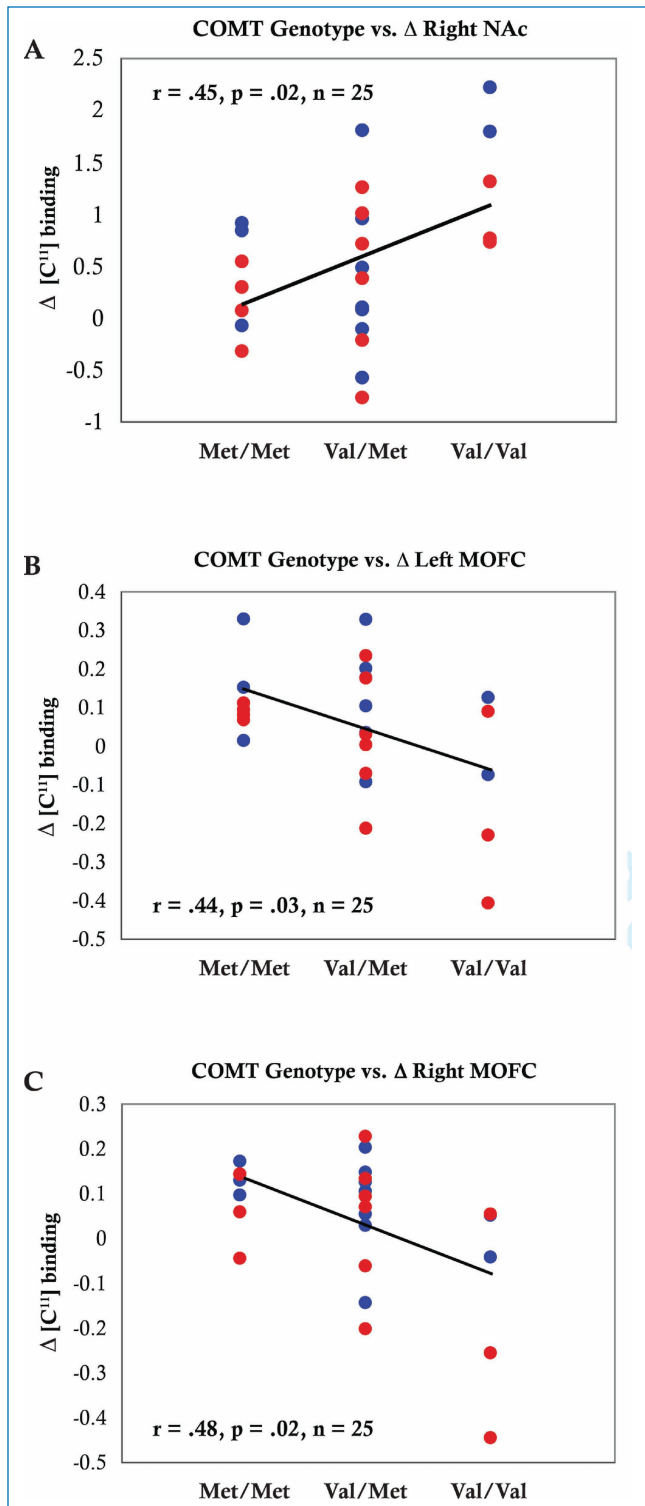 A
COMT Genotype vs. Δ Right NAc
r = .45, p = .02, n = 25
Δ [C¹¹] binding
2.5
2
1.5
1
0.5
0
-0.5
-1
Met/Met Val/Met Val/Val
B
COMT Genotype vs. Δ Left MOFC
Δ [C¹¹] binding
0.4
0.3
0.2
0.1
0
-0.1
-0.2
-0.3
-0.4
-0.5
r = .44, p = .03, n = 25
Met/Met Val/Met Val/Val
C
COMT Genotype vs. Δ Right MOFC
Δ [C¹¹] binding
0.3
0.2
0.1
0
-0.1
-0.2
-0.3
-0.4
-0.5
r = .48, p = .02, n = 25
Met/Met Val/Met Val/Val